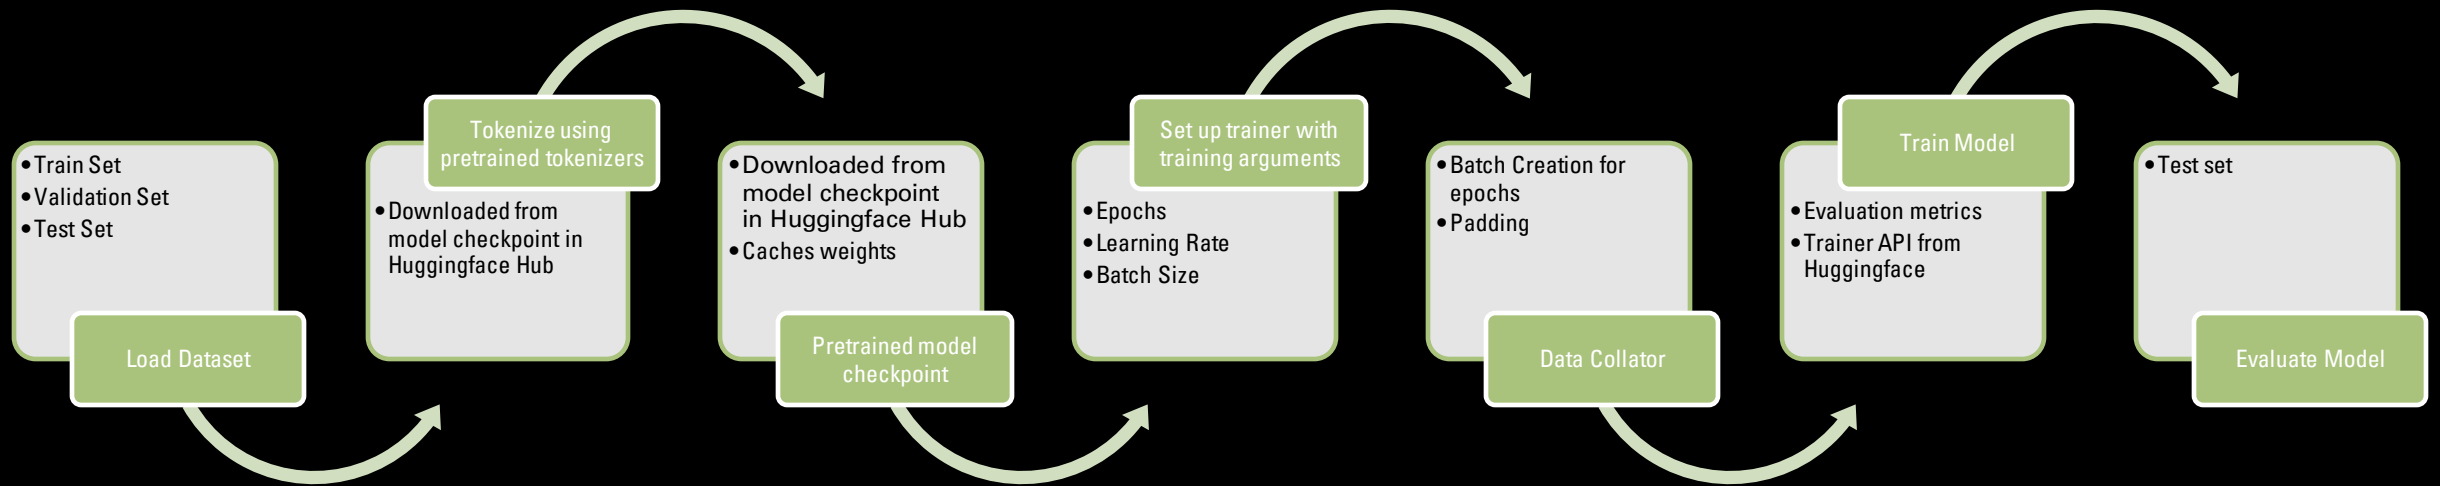 • Train Set
• Validation Set
• Test Set
Load Dataset
Tokenize using
pretrained tokenizers
• Downloaded from
model checkpoint in
Huggingface Hub
• Downloaded from
model checkpoint
in Huggingface Hub
• Caches weights
Pretrained model
checkpoint
Set up trainer with
training arguments
• Epochs
• Learning Rate
• Batch Size
• Batch Creation for
epochs
• Padding
Data Collator
Train Model
• Evaluation metrics
• Trainer API from
Huggingface
• Test set
Evaluate Model